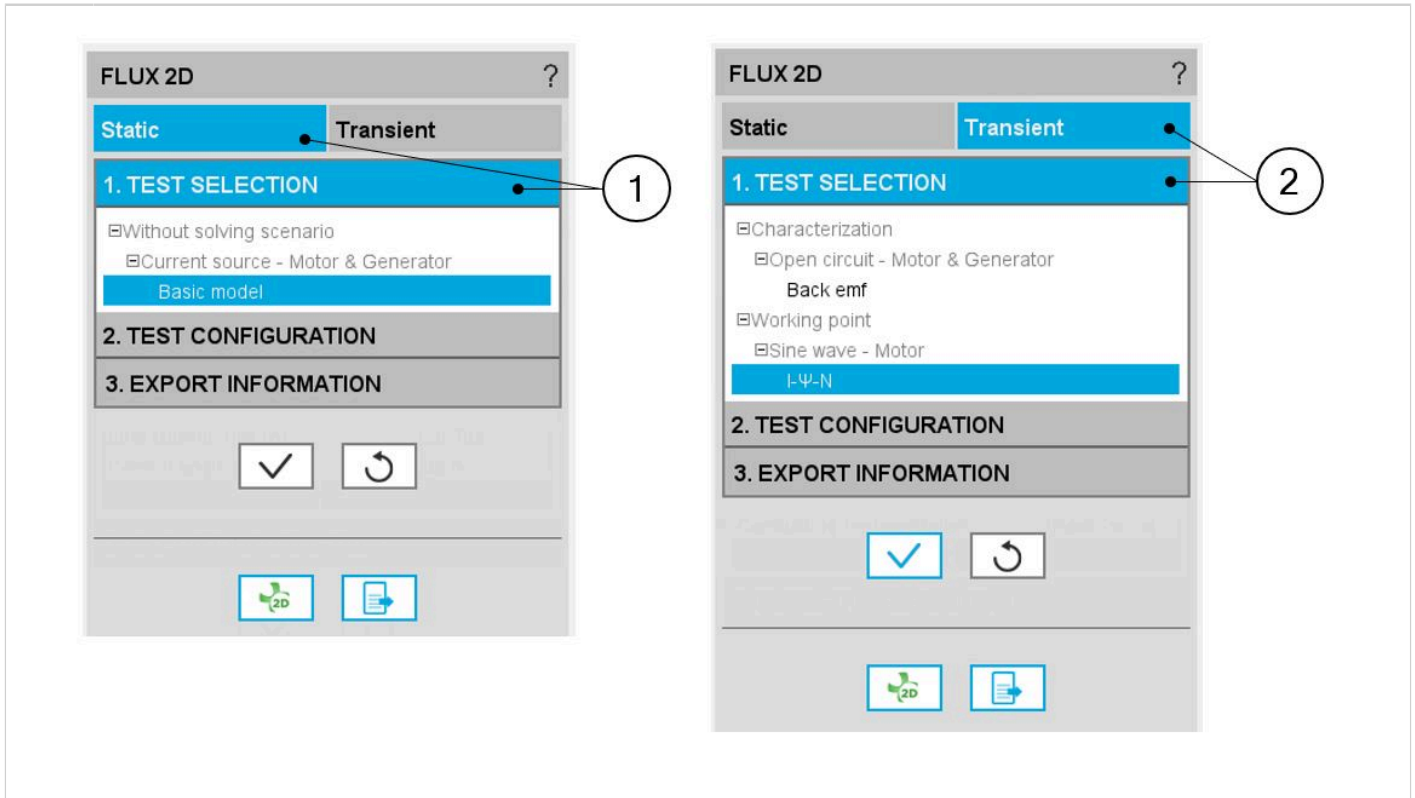 FLUX 2D ?
Static Transient
1. TEST SELECTION
Without solving scenario
Current source - Motor & Generator
Basic model
2. TEST CONFIGURATION
3. EXPORT INFORMATION
2D
1
FLUX 2D ?
Static Transient
1. TEST SELECTION
Characterization
Open circuit - Motor & Generator
Back emf
Working point
Sine wave - Motor
I-Ψ-N
2. TEST CONFIGURATION
3. EXPORT INFORMATION
2D
2